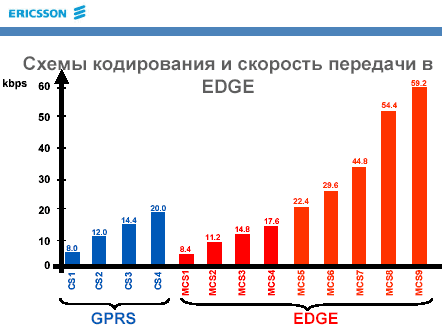 ERICSSON
Схемы кодирования и скорость передачи в
EDGE
kbps
60
50
40
30
20
10
0
8.0
12.0
14.4
20.0
8.4
11.2
14.8
17.6
22.4
29.6
44.8
54.4
59.2
CS1
CS2
CS3
CS4
MCS1
MCS2
MCS3
MCS4
MCS5
MCS6
MCS7
MCS8
MCS9
GPRS
EDGE